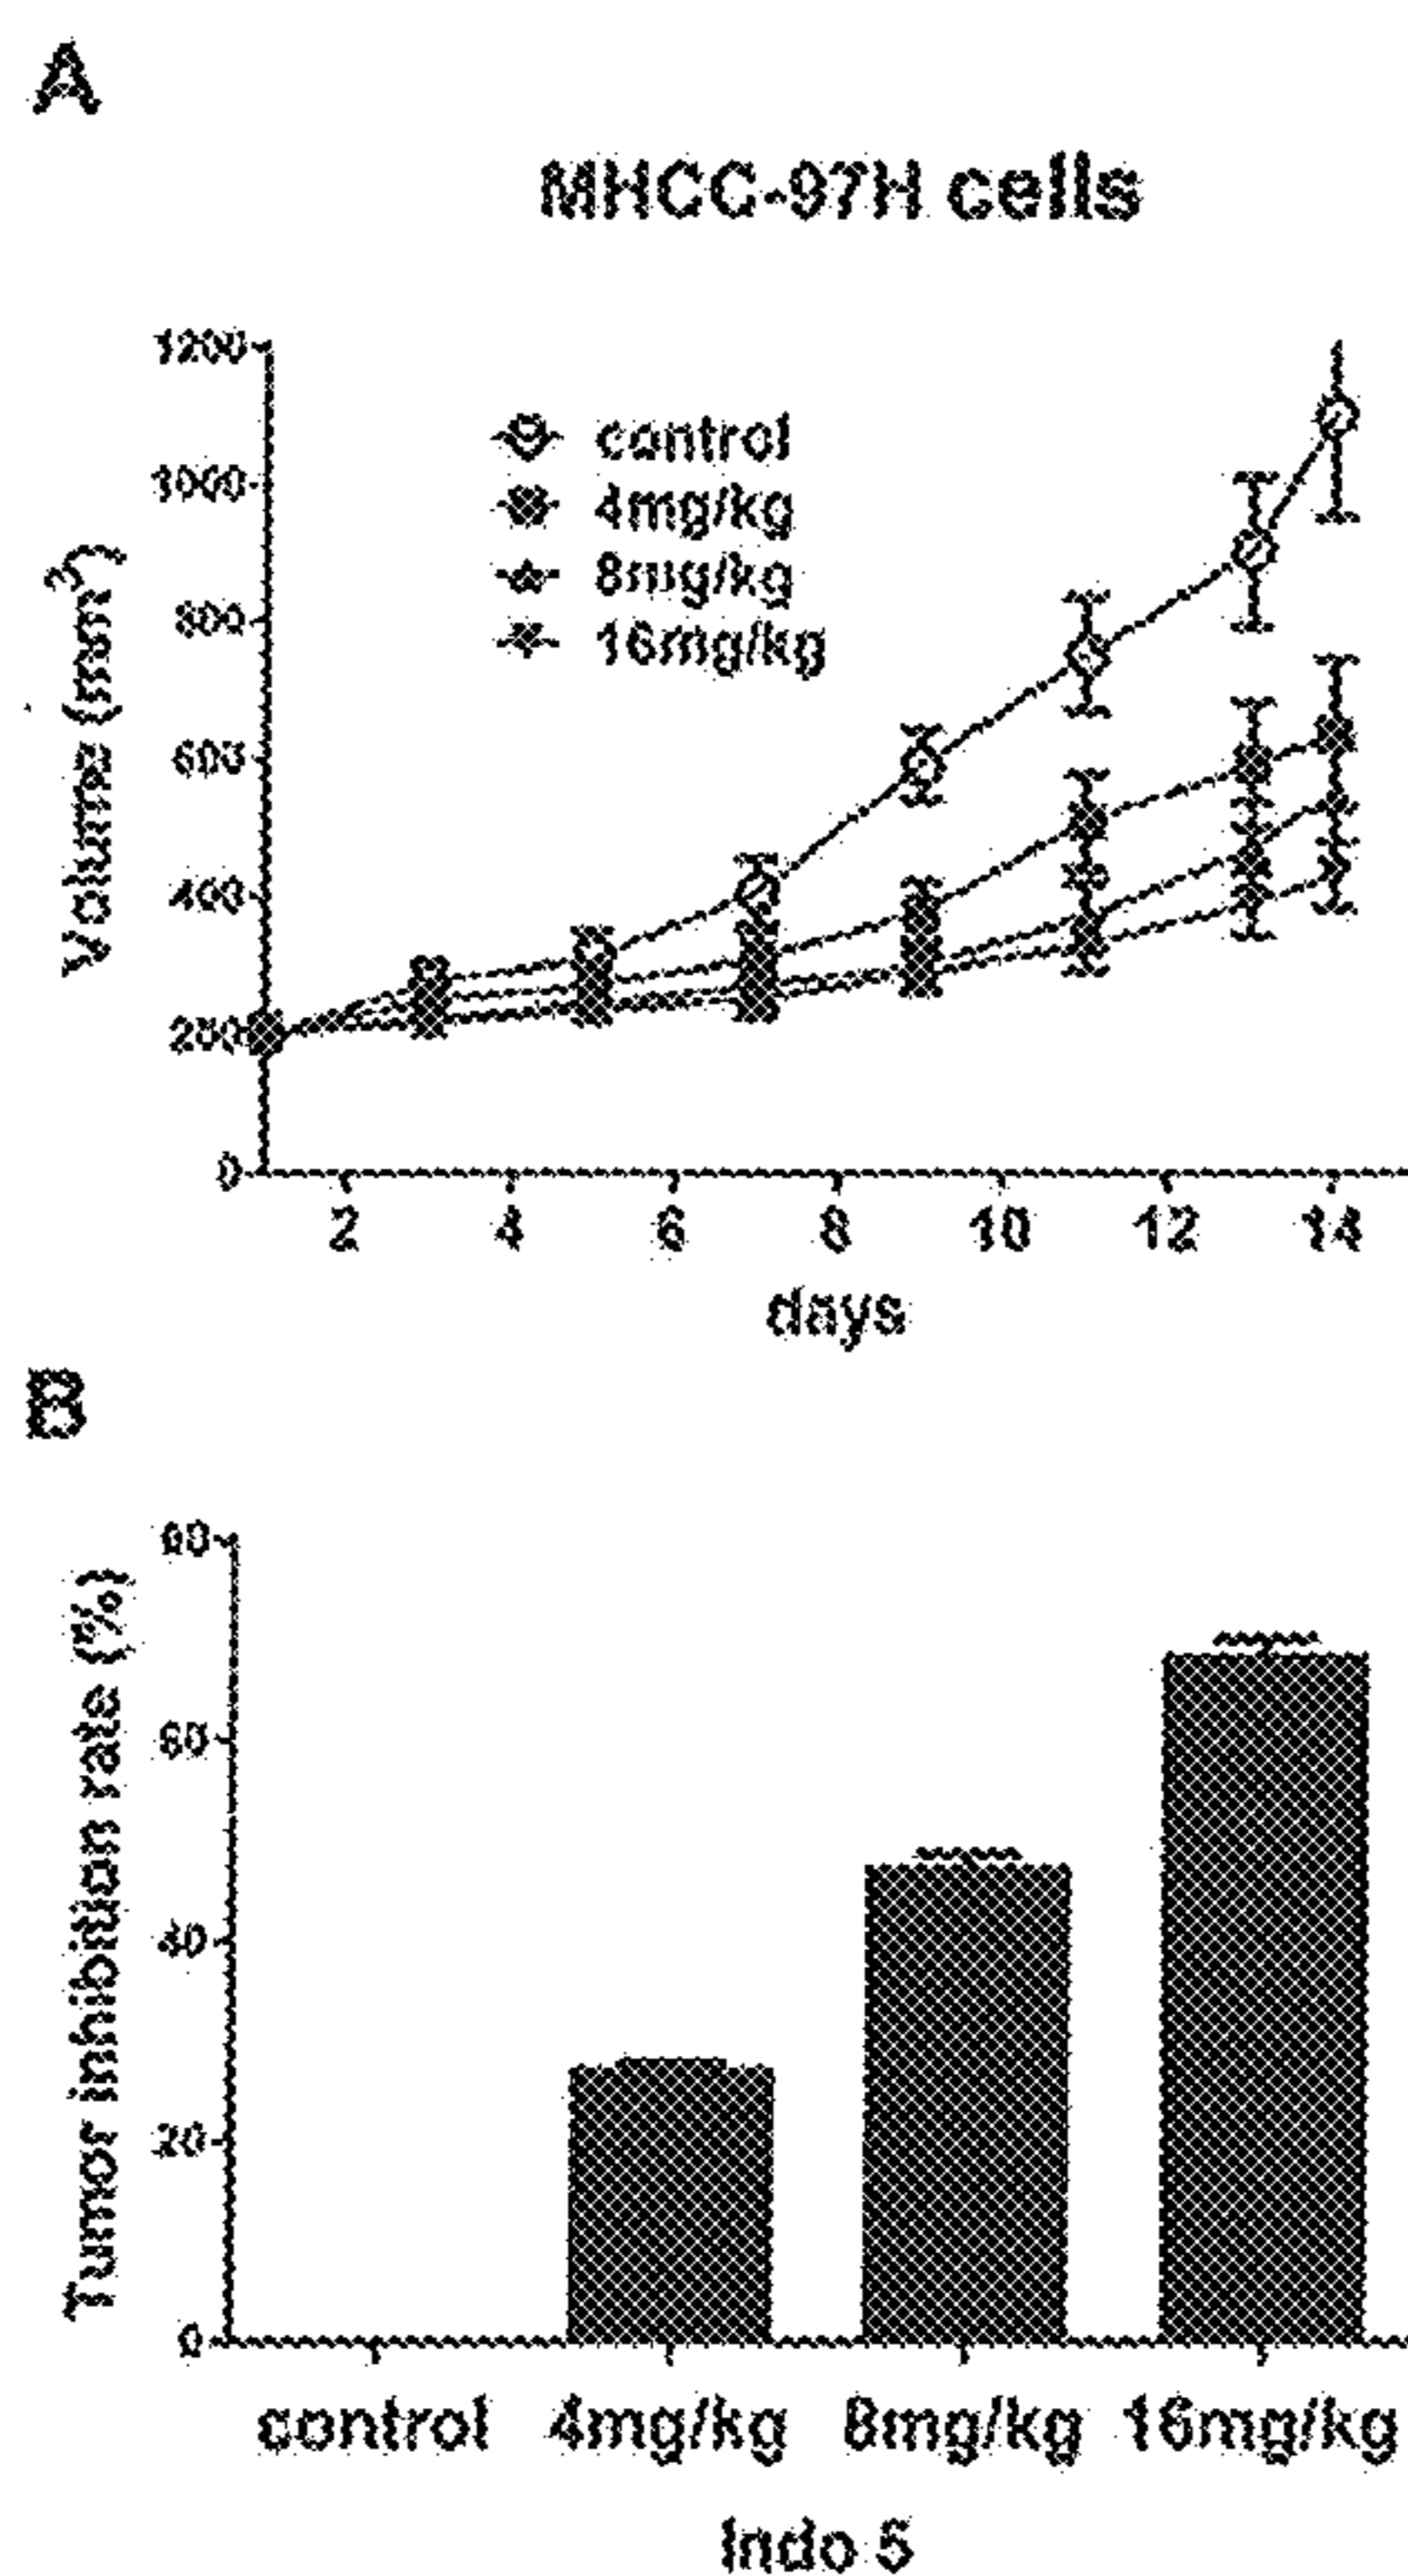 A
MHCC-97H cells
1200
1000
800
600
400
200
0
Volume (mm³)
control
4mg/kg
8mg/kg
16mg/kg
2 4 6 8 10 12 14
days
B
80
60
40
20
0
Tumor inhibition rate (%)
control 4mg/kg 8mg/kg 16mg/kg
Indo 5